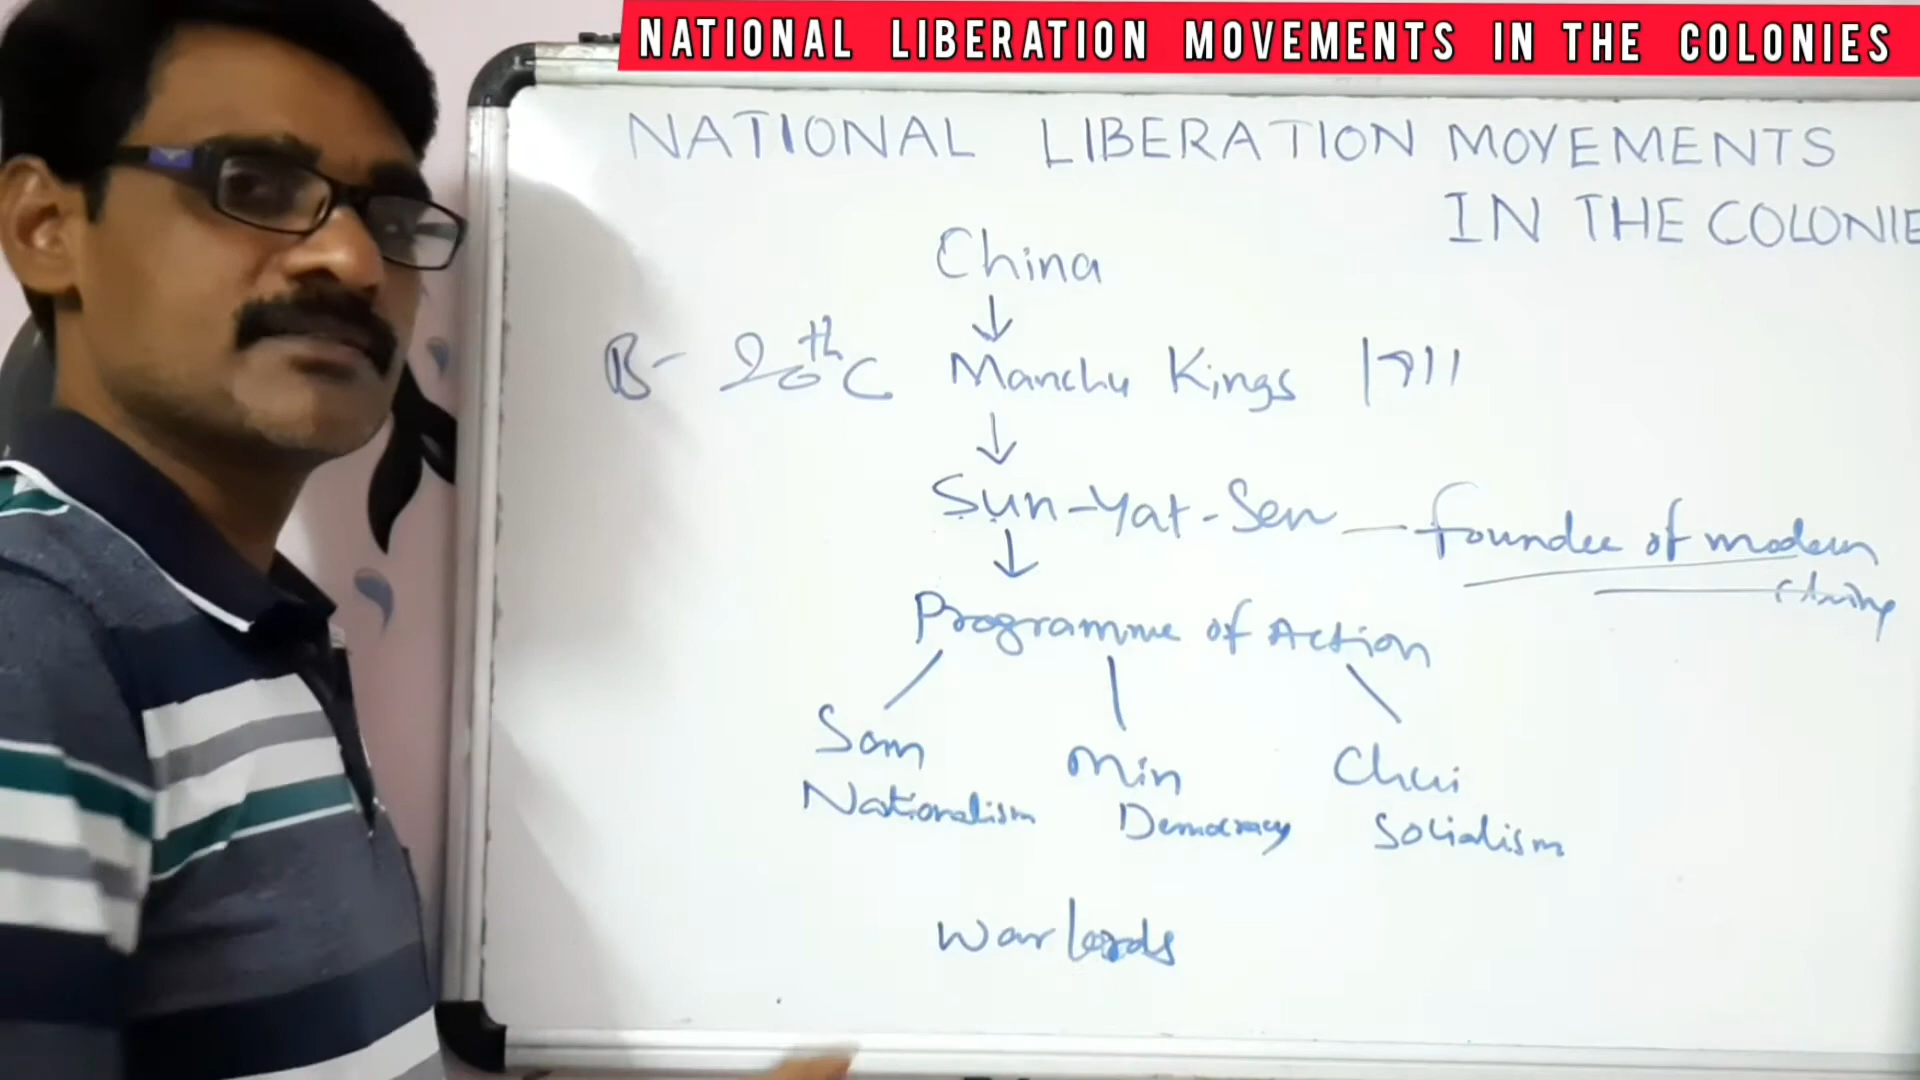 NATIONAL LIBERATION MOVEMENTS IN THE COLONIES
NATIONAL LIBERATION MOVEMENTS
IN THE COLONIE
China
B- 20th C Manchu Kings 1911
Sun-Yat-Sen - founder of modern
china
Programme of Action
Som Min Chui
Nationalism Democracy Socialism
War lords